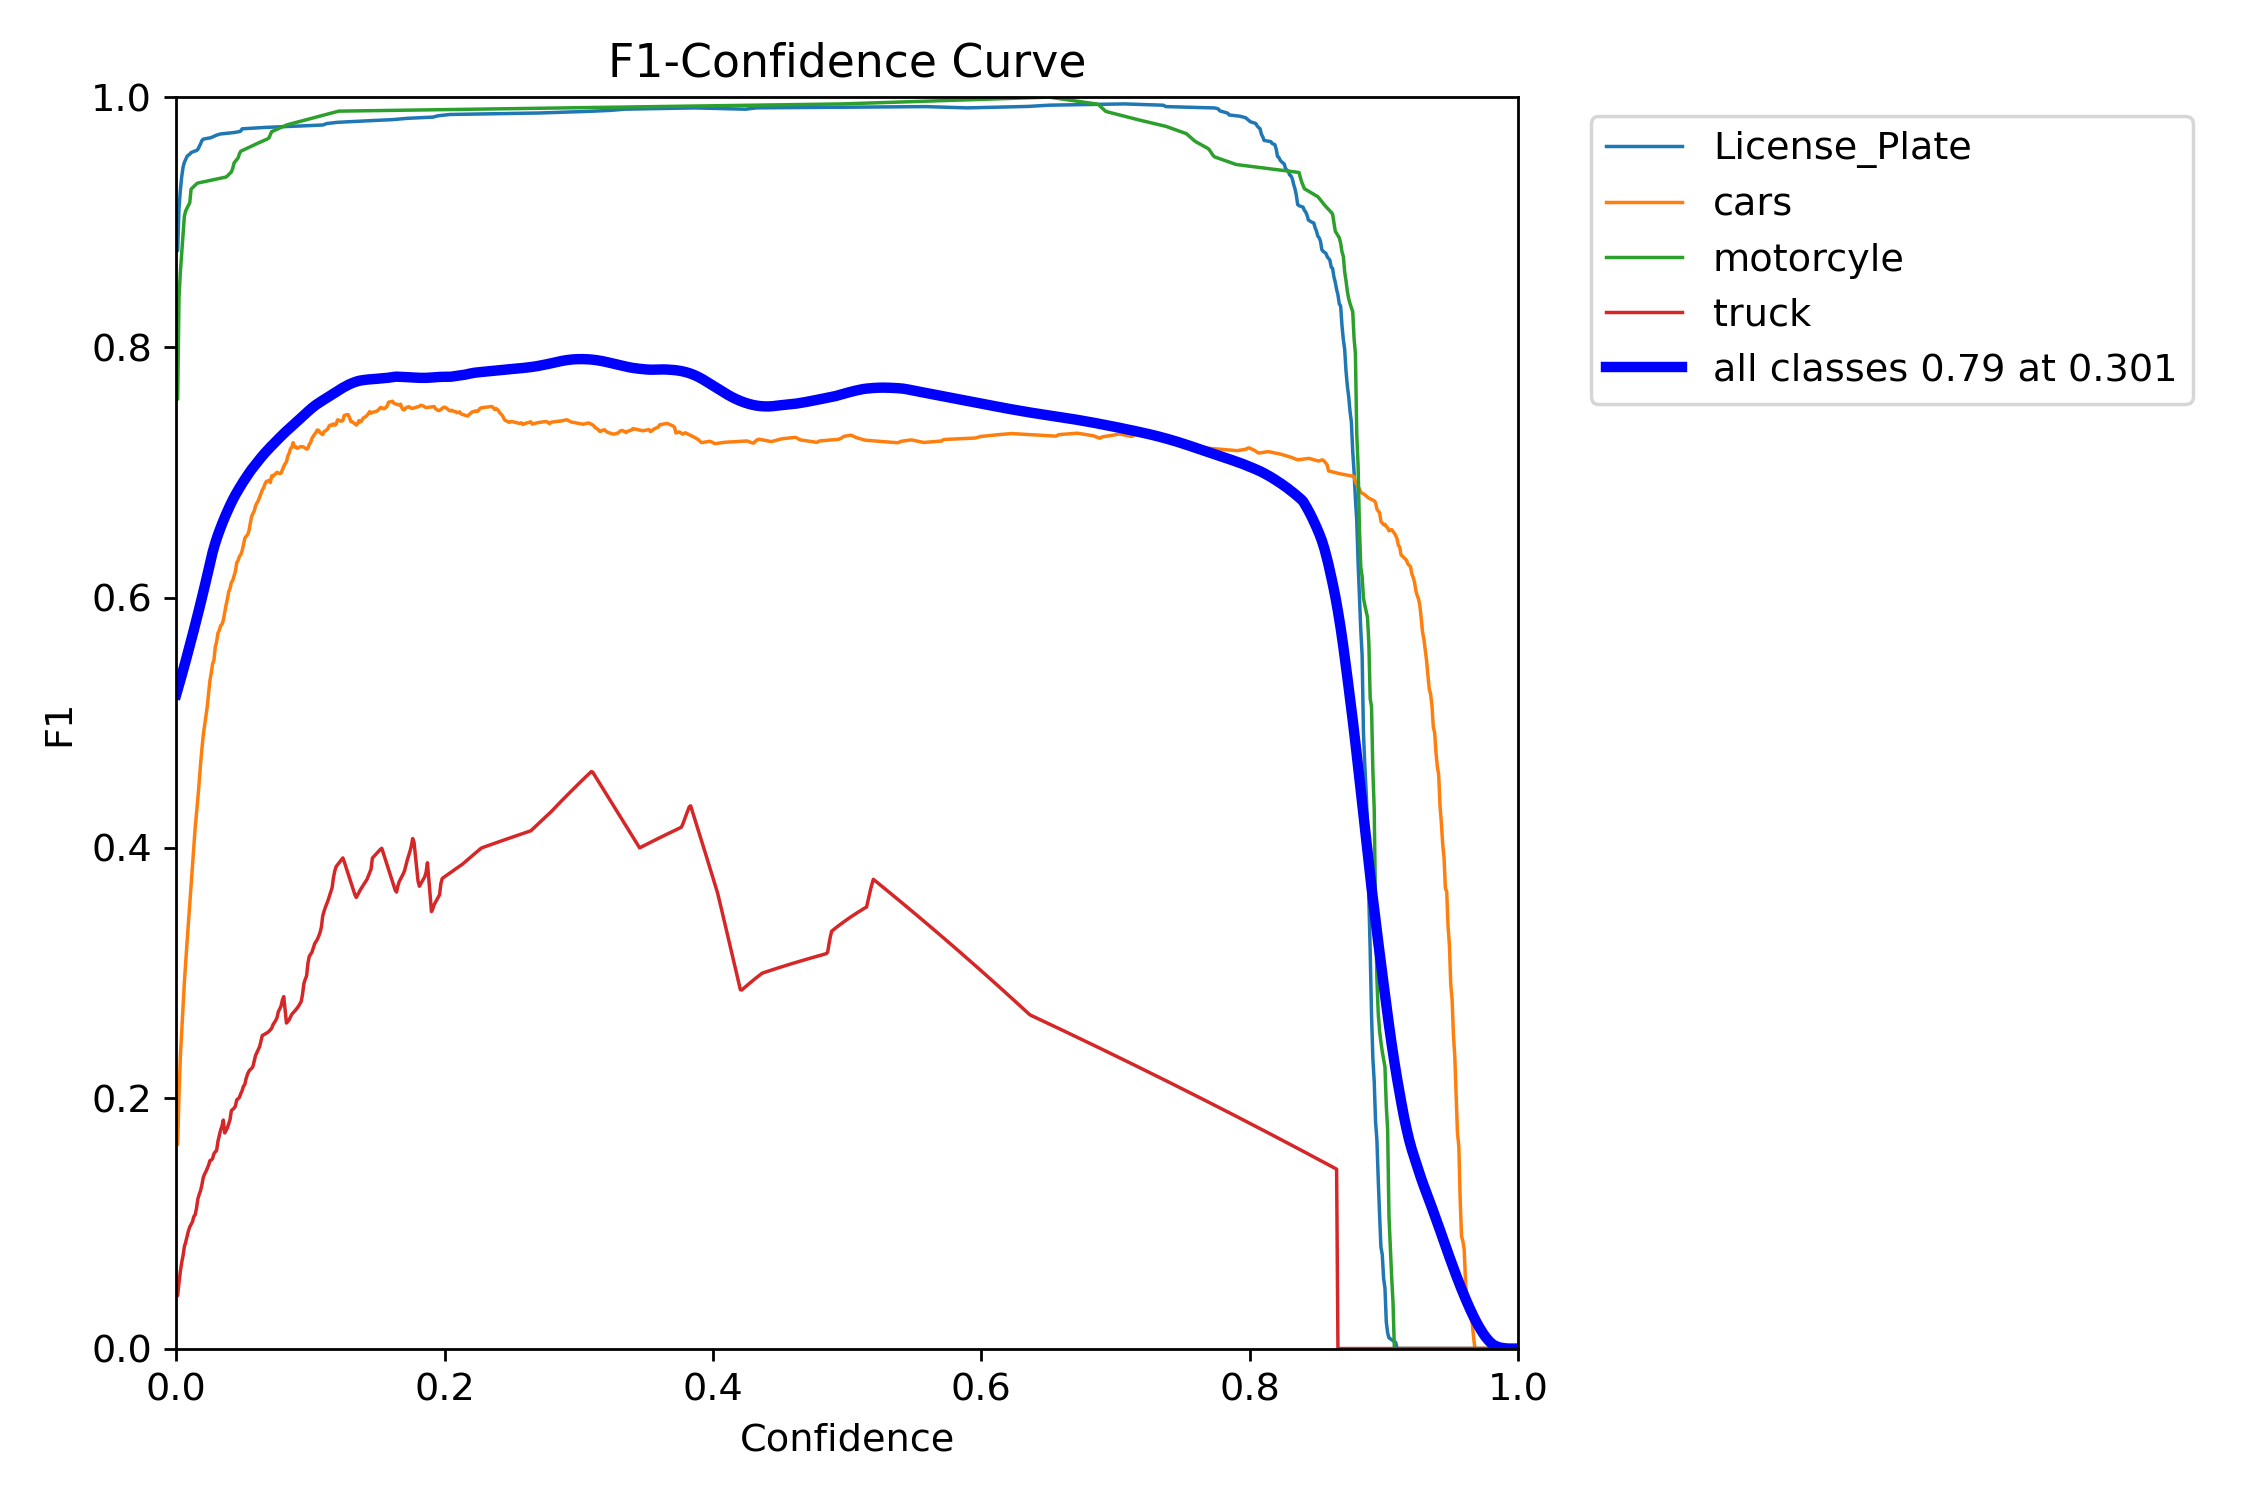 F1-Confidence Curve
1.0
0.8
0.6
0.4
0.2
0.0
F1
0.0 0.2 0.4 0.6 0.8 1.0
Confidence
License_Plate
cars
motorcyle
truck
all classes 0.79 at 0.301